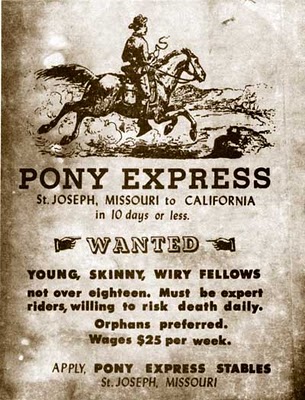 PONY EXPRESS
St. JOSEPH, MISSOURI to CALIFORNIA
in 10 days or less.
WANTED
YOUNG, SKINNY, WIRY FELLOWS
not over eighteen. Must be expert
riders, willing to risk death daily.
Orphans preferred.
Wages $25 per week.
APPLY, PONY EXPRESS STABLES
St. JOSEPH, MISSOURI